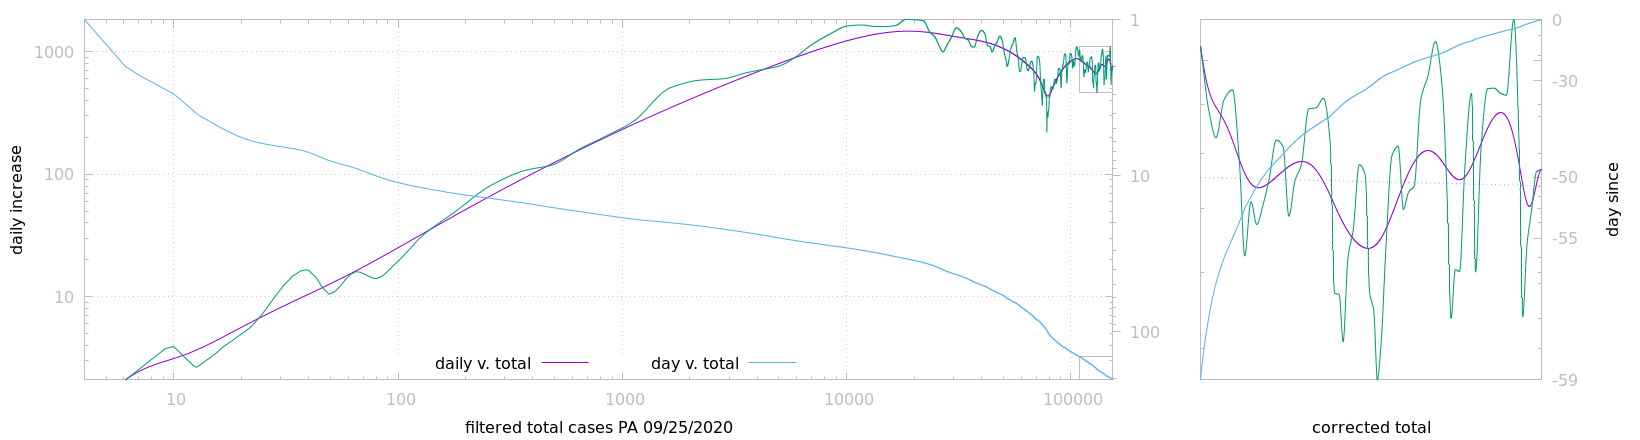 1000
100
10
daily increase
10
100
1000
10000
100000
1
10
100
daily v. total
day v. total
filtered total cases PA 09/25/2020
0
-30
-50
-55
-59
day since
corrected total